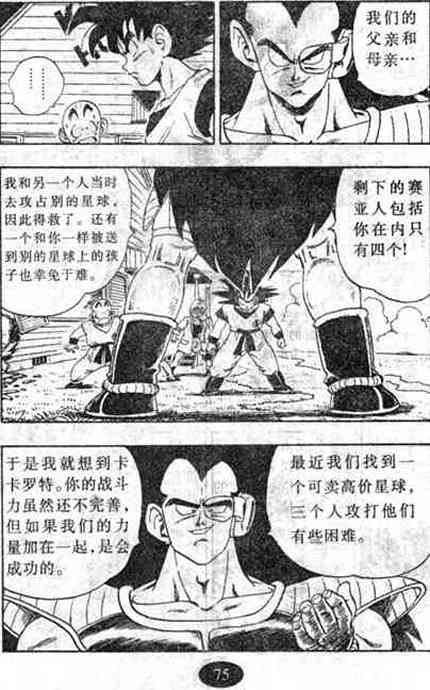 我们的
父亲和
母亲…
……
剩下的赛
亚人包括
你在内只
有四个!
我和另一个人当时
去攻占别的星球,
因此得救了。还有
一个和你一样被送
到别的星球上的孩
子也幸免于难。
最近我们找到一
个可卖高价星球,
三个人攻打他们
有些困难。
于是我就想到卡
卡罗特。你的战斗
力虽然还不完善,
但如果我们的力
量加在一起,是会
成功的。
75